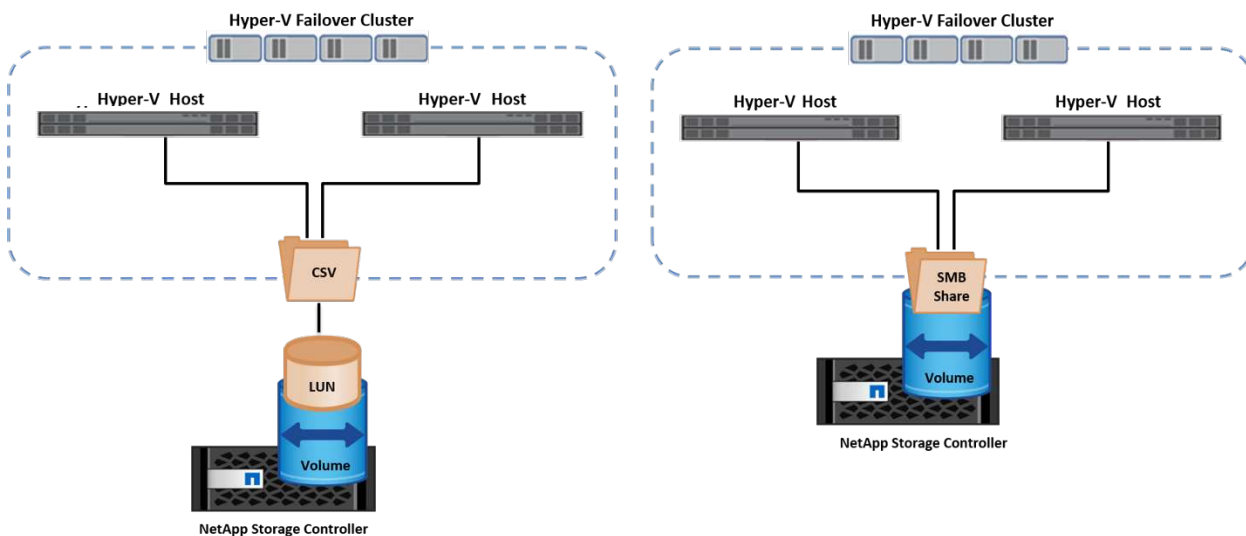 Hyper-V Failover Cluster
Hyper-V Host
Hyper-V Host
CSV
LUN
Volume
NetApp Storage Controller
Hyper-V Failover Cluster
Hyper-V Host
Hyper-V Host
SMB
Share
Volume
NetApp Storage Controller